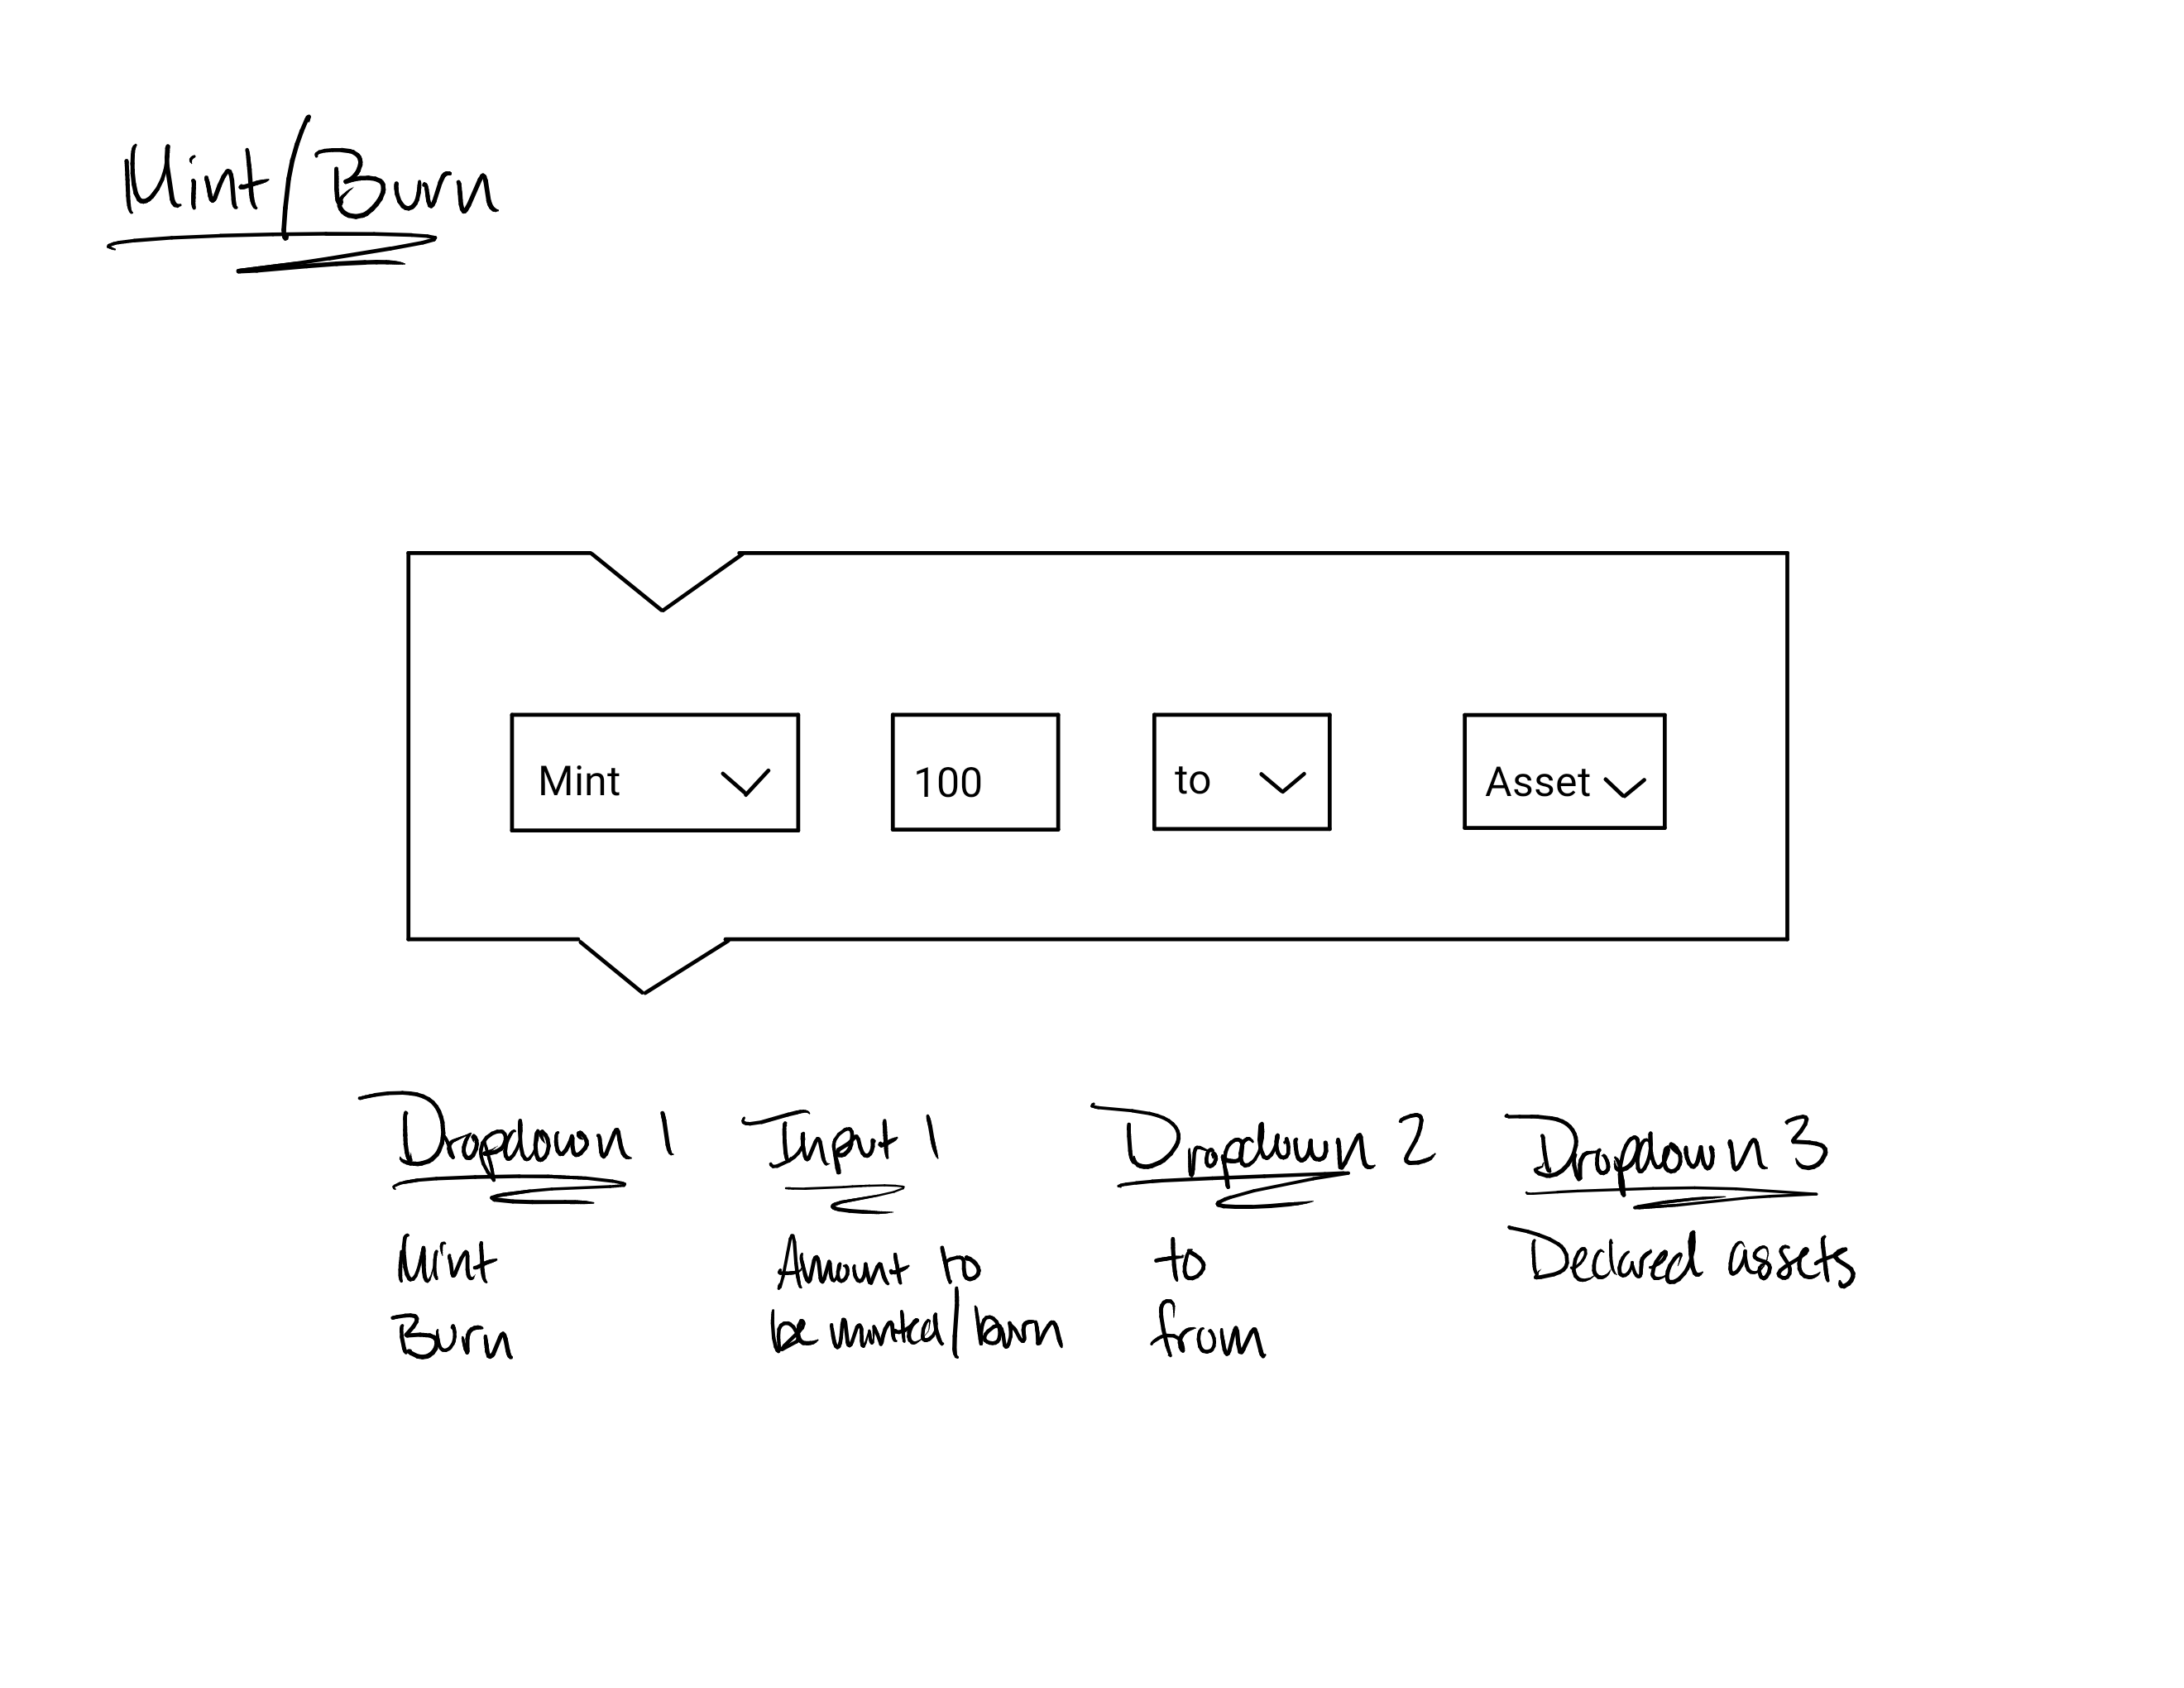 Mint/Burn
Mint
100
to
Asset
Dropdown 1
Input 1
Dropdown 2
Dropdown 3
Mint
Burn
Amount to
be minted/burn
to
from
Declared assets